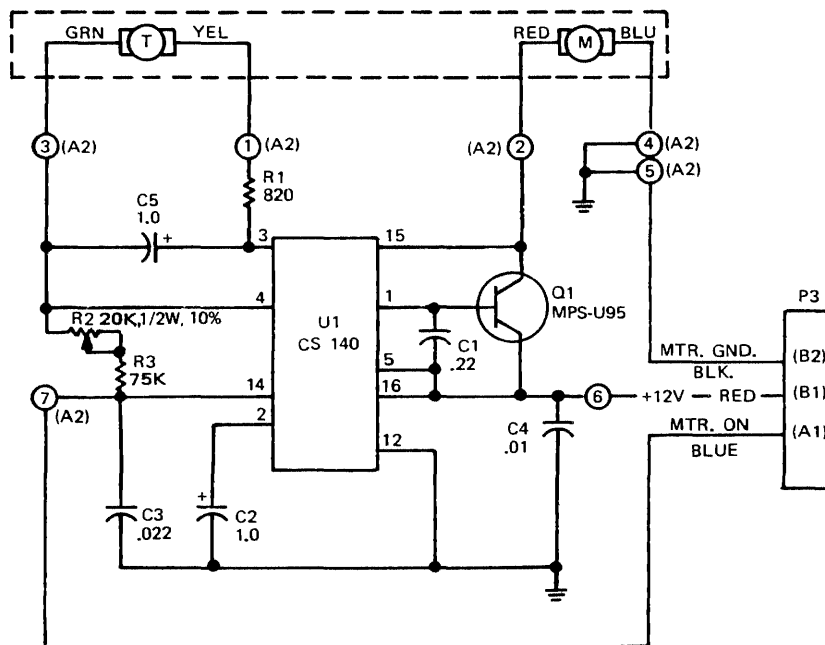 GRN T YEL RED M BLU
3 (A2) 1 (A2) (A2) 2 4 (A2)
5 (A2)
R1
820
C5
1.0
+ 3 15
4 1
Q1
MPS-U95
P3
R2 20K,1/2W, 10%
U1
CS 140
C1
.22
R3
75K
5
MTR. GND. (B2)
BLK.
7 14 16 6 +12V RED (B1)
(A2)
2
C4
.01
MTR. ON (A1)
BLUE
12
+
C3
.022
C2
1.0